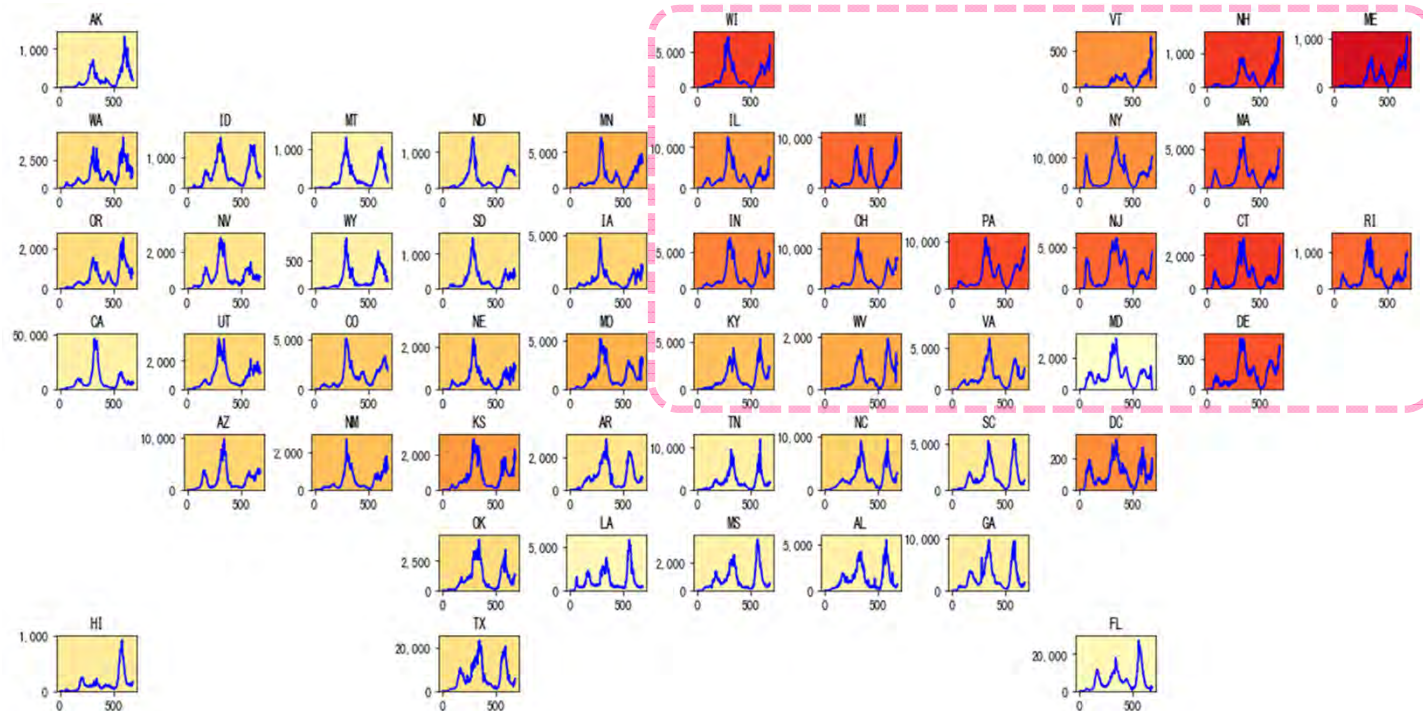 AK WI VT NH ME
1,000 5,000 500 1,000 1,000
0 0 0 0 0
0 500 0 500 0 500 0 500 0 500
WA ID MT ND MN IL MI NY MA
2,500 1,000 1,000 1,000 5,000 10,000 10,000 10,000 5,000
0 0 0 0 0 0 0 0 0
0 500 0 500 0 500 0 500 0 500 0 500 0 500 0 500 0 500
OR NV WY SD IA IN OH PA NJ CT RI
2,000 2,000 500 1,000 5,000 5,000 10,000 10,000 5,000 2,000 1,000
0 0 0 0 0 0 0 0 0 0 0
0 500 0 500 0 500 0 500 0 500 0 500 0 500 0 500 0 500 0 500 0 500
CA UT CO NE MO KY WV VA MD DE
50,000 2,000 5,000 2,000 5,000 5,000 2,000 5,000 2,000 500
0 0 0 0 0 0 0 0 0 0
0 500 0 500 0 500 0 500 0 500 0 500 0 500 0 500 0 500 0 500
AZ NM KS AR TN NC SC DC
10,000 2,000 2,000 2,000 10,000 10,000 5,000 200
0 0 0 0 0 0 0 0
0 500 0 500 0 500 0 500 0 500 0 500 0 500 0 500
OK LA MS AL GA
2,500 5,000 2,000 5,000 10,000
0 0 0 0 0
0 500 0 500 0 500 0 500 0 500
HI TX FL
1,000 20,000 20,000
0 0 0
0 500 0 500 0 500